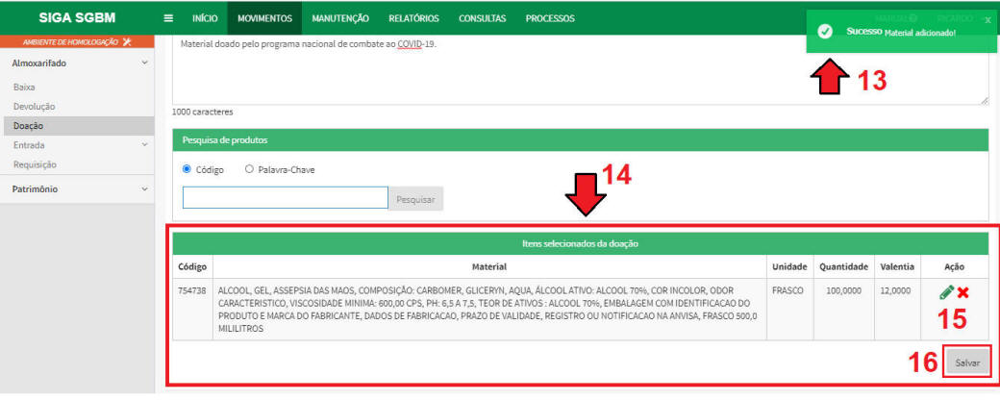 SIGA SGBM
INÍCIO MOVIMENTOS MANUTENÇÃO RELATÓRIOS CONSULTAS PROCESSOS
MANUAL RICARDO
x
AMBIENTE DE HOMOLOGAÇÃO
Sucesso Material adicionado!
Almoxarifado
Baixa
Devolução
Doação
Entrada
Requisição
Patrimônio
Material doado pelo programa nacional de combate ao COVID-19.
13
1000 caracteres
Pesquisa de produtos
Código Palavra-Chave
14
Pesquisar
Itens selecionados da doação
Código Material Unidade Quantidade Valentia Ação
754738 ALCOOL, GEL, ASSEPSIA DAS MAOS, COMPOSIÇÃO: CARBOMER, GLICERYN, AQUA, ÁLCOOL ATIVO: ALCOOL 70%, COR INCOLOR, ODOR FRASCO 100,0000 12,0000
CARACTERISTICO, VISCOSIDADE MINIMA: 600,00 CPS, PH: 6,5 A 7,5, TEOR DE ATIVOS : ALCOOL 70%, EMBALAGEM COM IDENTIFICACAO DO
PRODUTO E MARCA DO FABRICANTE, DADOS DE FABRICACAO, PRAZO DE VALIDADE, REGISTRO OU NOTIFICACAO NA ANVISA, FRASCO 500,0
MILILITROS
15
16 Salvar